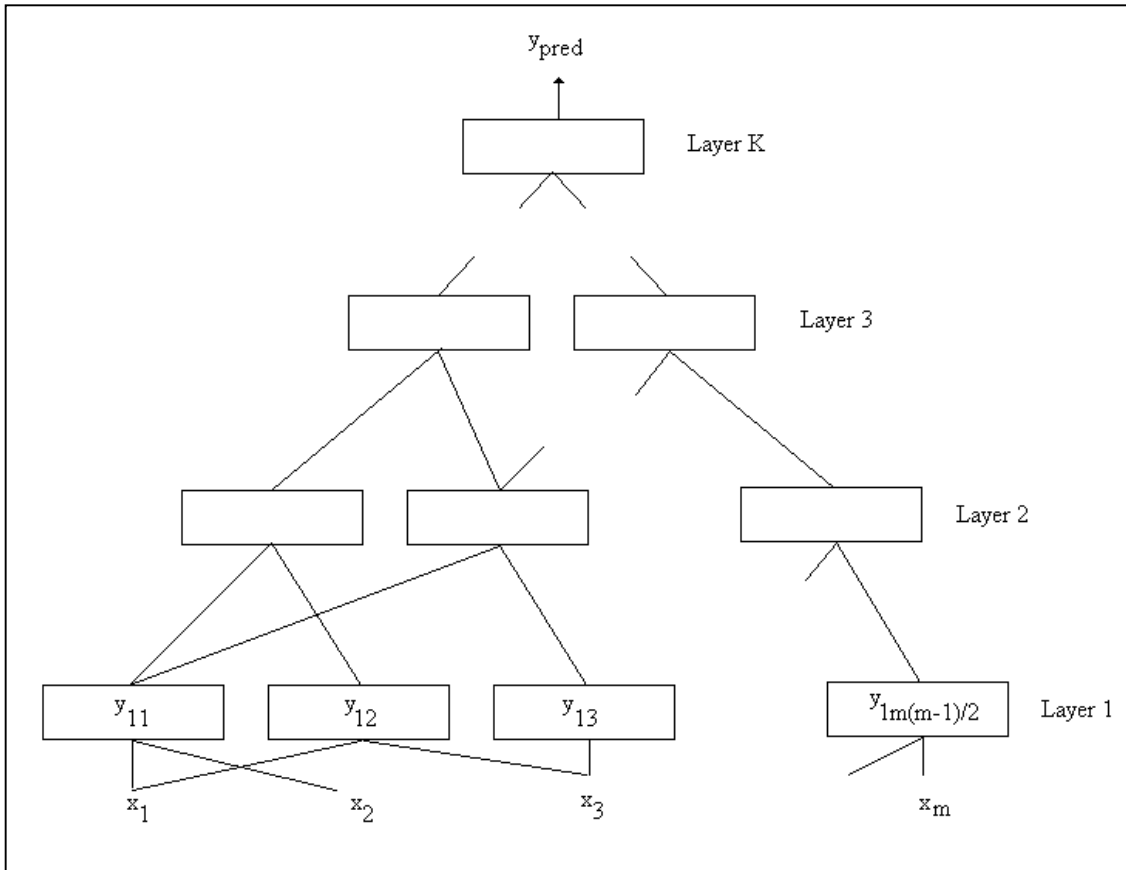 y_pred
Layer K
Layer 3
Layer 2
y_11 y_12 y_13 y_1m(m-1)/2 Layer 1
x_1 x_2 x_3 x_m